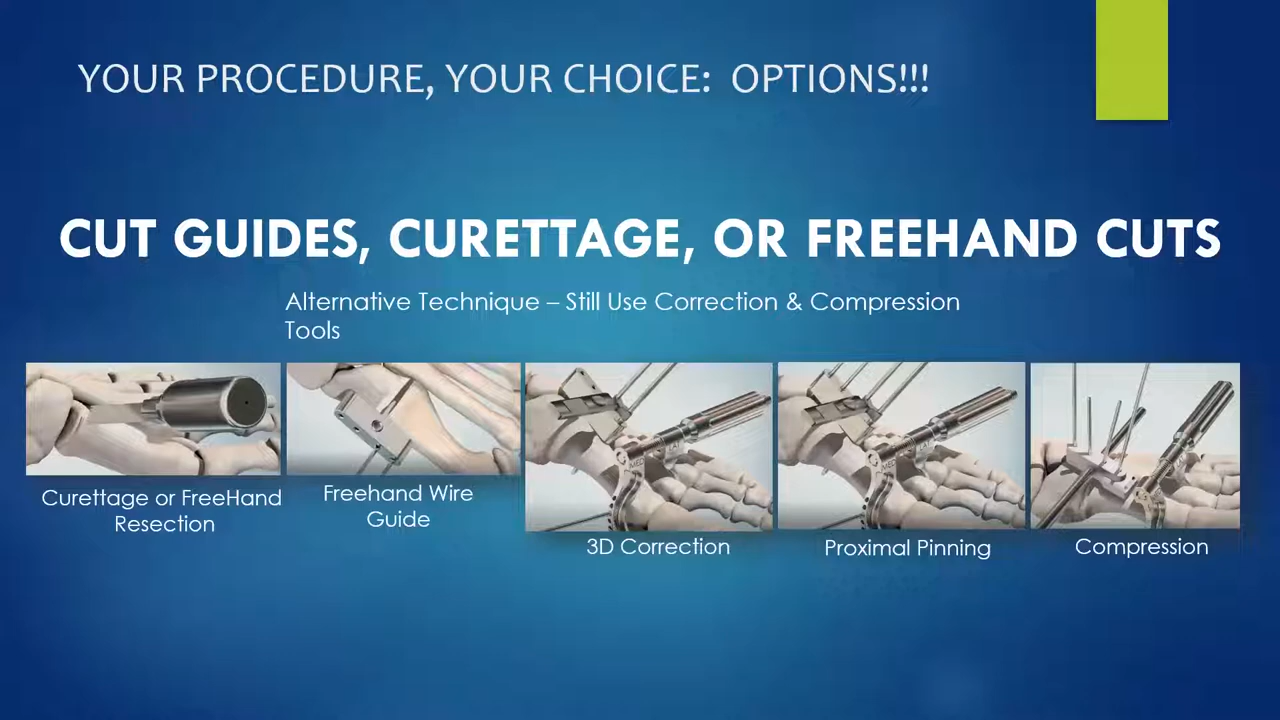 YOUR PROCEDURE, YOUR CHOICE: OPTIONS!!!
CUT GUIDES, CURETTAGE, OR FREEHAND CUTS
Alternative Technique – Still Use Correction & Compression
Tools
Curettage or FreeHand
Resection
Freehand Wire
Guide
3D Correction
Proximal Pinning
Compression